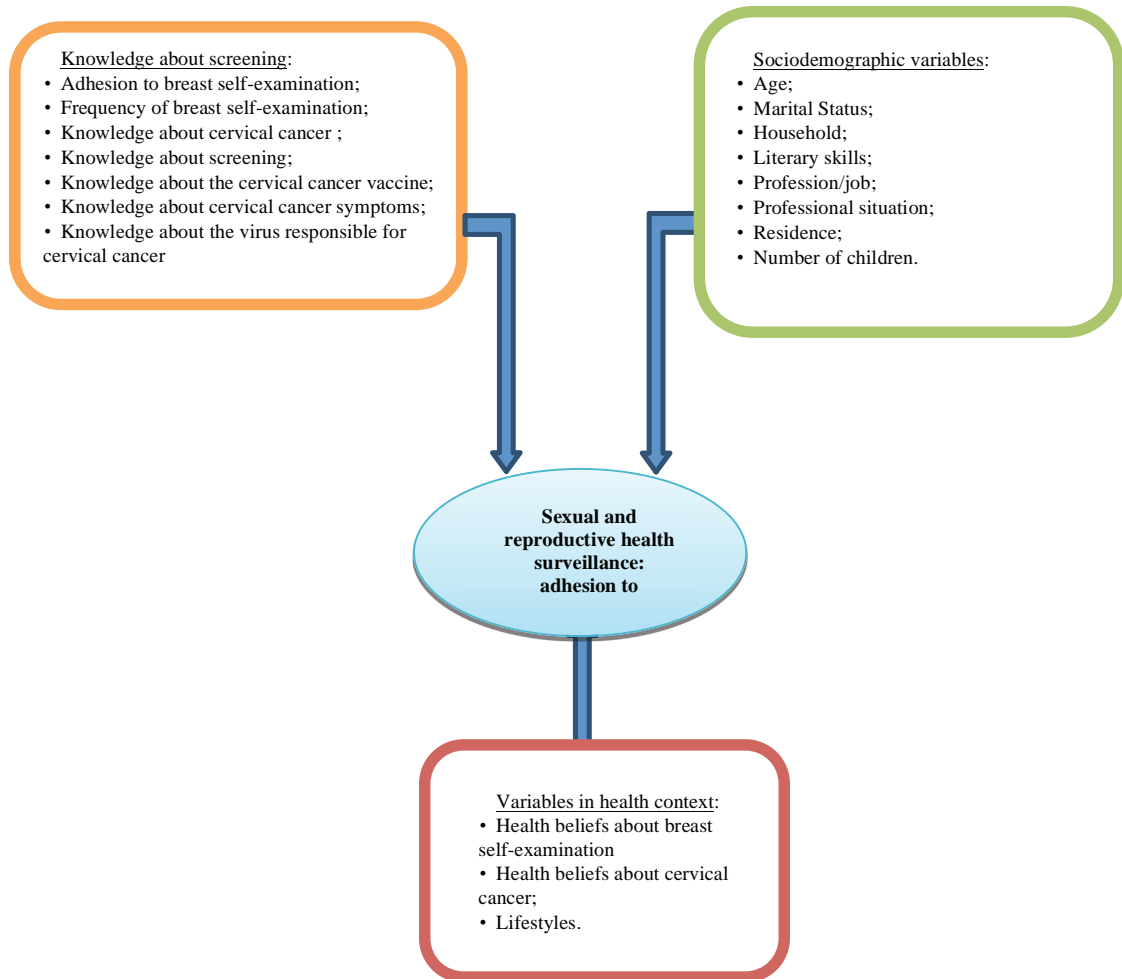 Knowledge about screening:
• Adhesion to breast self-examination;
• Frequency of breast self-examination;
• Knowledge about cervical cancer ;
• Knowledge about screening;
• Knowledge about the cervical cancer vaccine;
• Knowledge about cervical cancer symptoms;
• Knowledge about the virus responsible for
cervical cancer
Sociodemographic variables:
• Age;
• Marital Status;
• Household;
• Literary skills;
• Profession/job;
• Professional situation;
• Residence;
• Number of children.
Sexual and
reproductive health
surveillance:
adhesion to
Variables in health context:
• Health beliefs about breast
self-examination
• Health beliefs about cervical
cancer;
• Lifestyles.